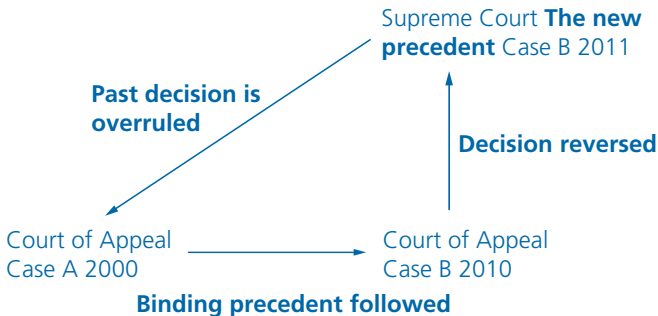 Supreme Court The new
precedent Case B 2011
Past decision is
overruled
Decision reversed
Court of Appeal
Case A 2000
Court of Appeal
Case B 2010
Binding precedent followed